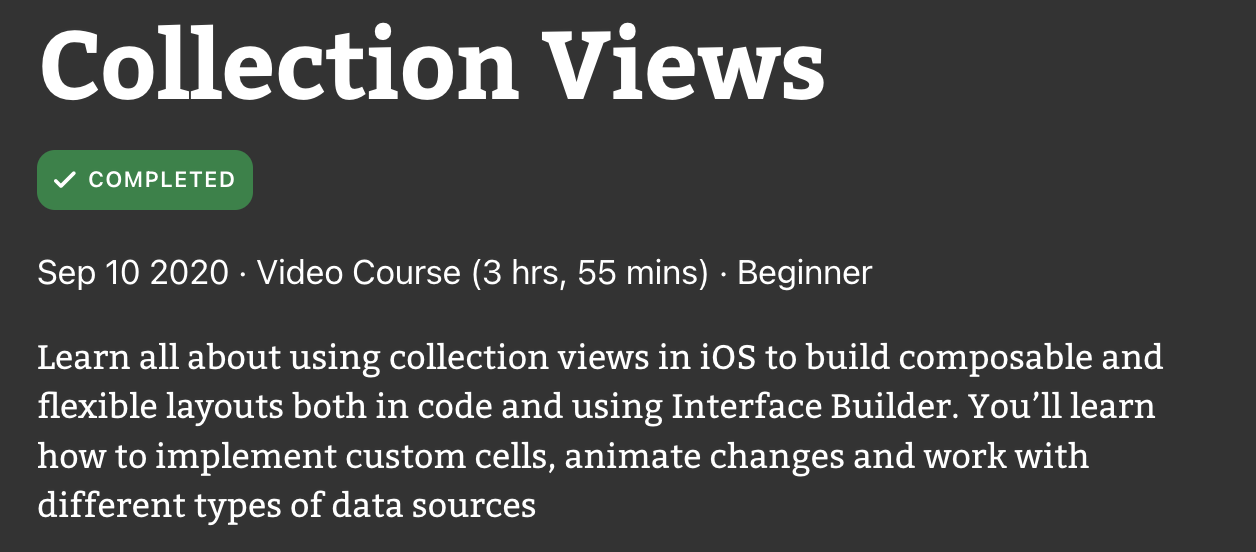 Collection Views
COMPLETED
Sep 10 2020 · Video Course (3 hrs, 55 mins) · Beginner
Learn all about using collection views in iOS to build composable and
flexible layouts both in code and using Interface Builder. You’ll learn
how to implement custom cells, animate changes and work with
different types of data sources